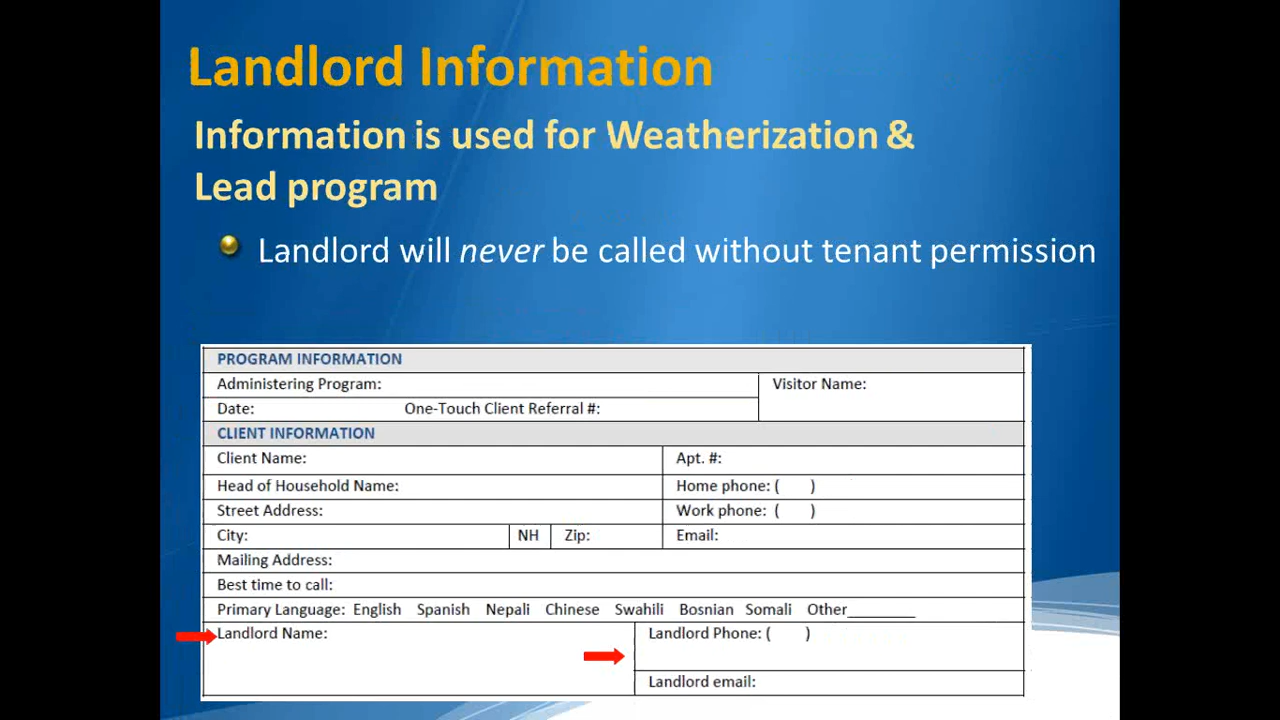 Landlord Information
Information is used for Weatherization &
Lead program
Landlord will never be called without tenant permission
PROGRAM INFORMATION
Administering Program:
Visitor Name:
Date: One-Touch Client Referral #:
CLIENT INFORMATION
Client Name: Apt. #:
Head of Household Name: Home phone: ( )
Street Address: Work phone: ( )
City: NH Zip: Email:
Mailing Address:
Best time to call:
Primary Language: English Spanish Nepali Chinese Swahili Bosnian Somali Other________
Landlord Name: Landlord Phone: ( )
Landlord email: